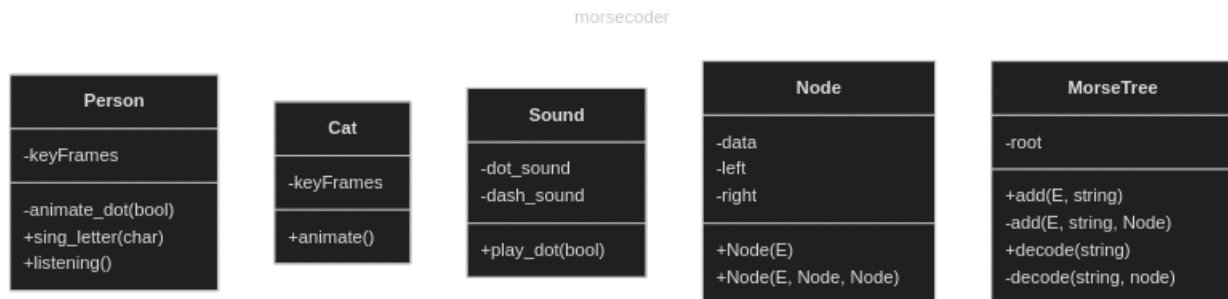 morsecoder
Person
-keyFrames
-animate_dot(bool)
+sing_letter(char)
+listening()
Cat
-keyFrames
+animate()
Sound
-dot_sound
-dash_sound
+play_dot(bool)
Node
-data
-left
-right
+Node(E)
+Node(E, Node, Node)
MorseTree
-root
+add(E, string)
-add(E, string, Node)
+decode(string)
-decode(string, node)